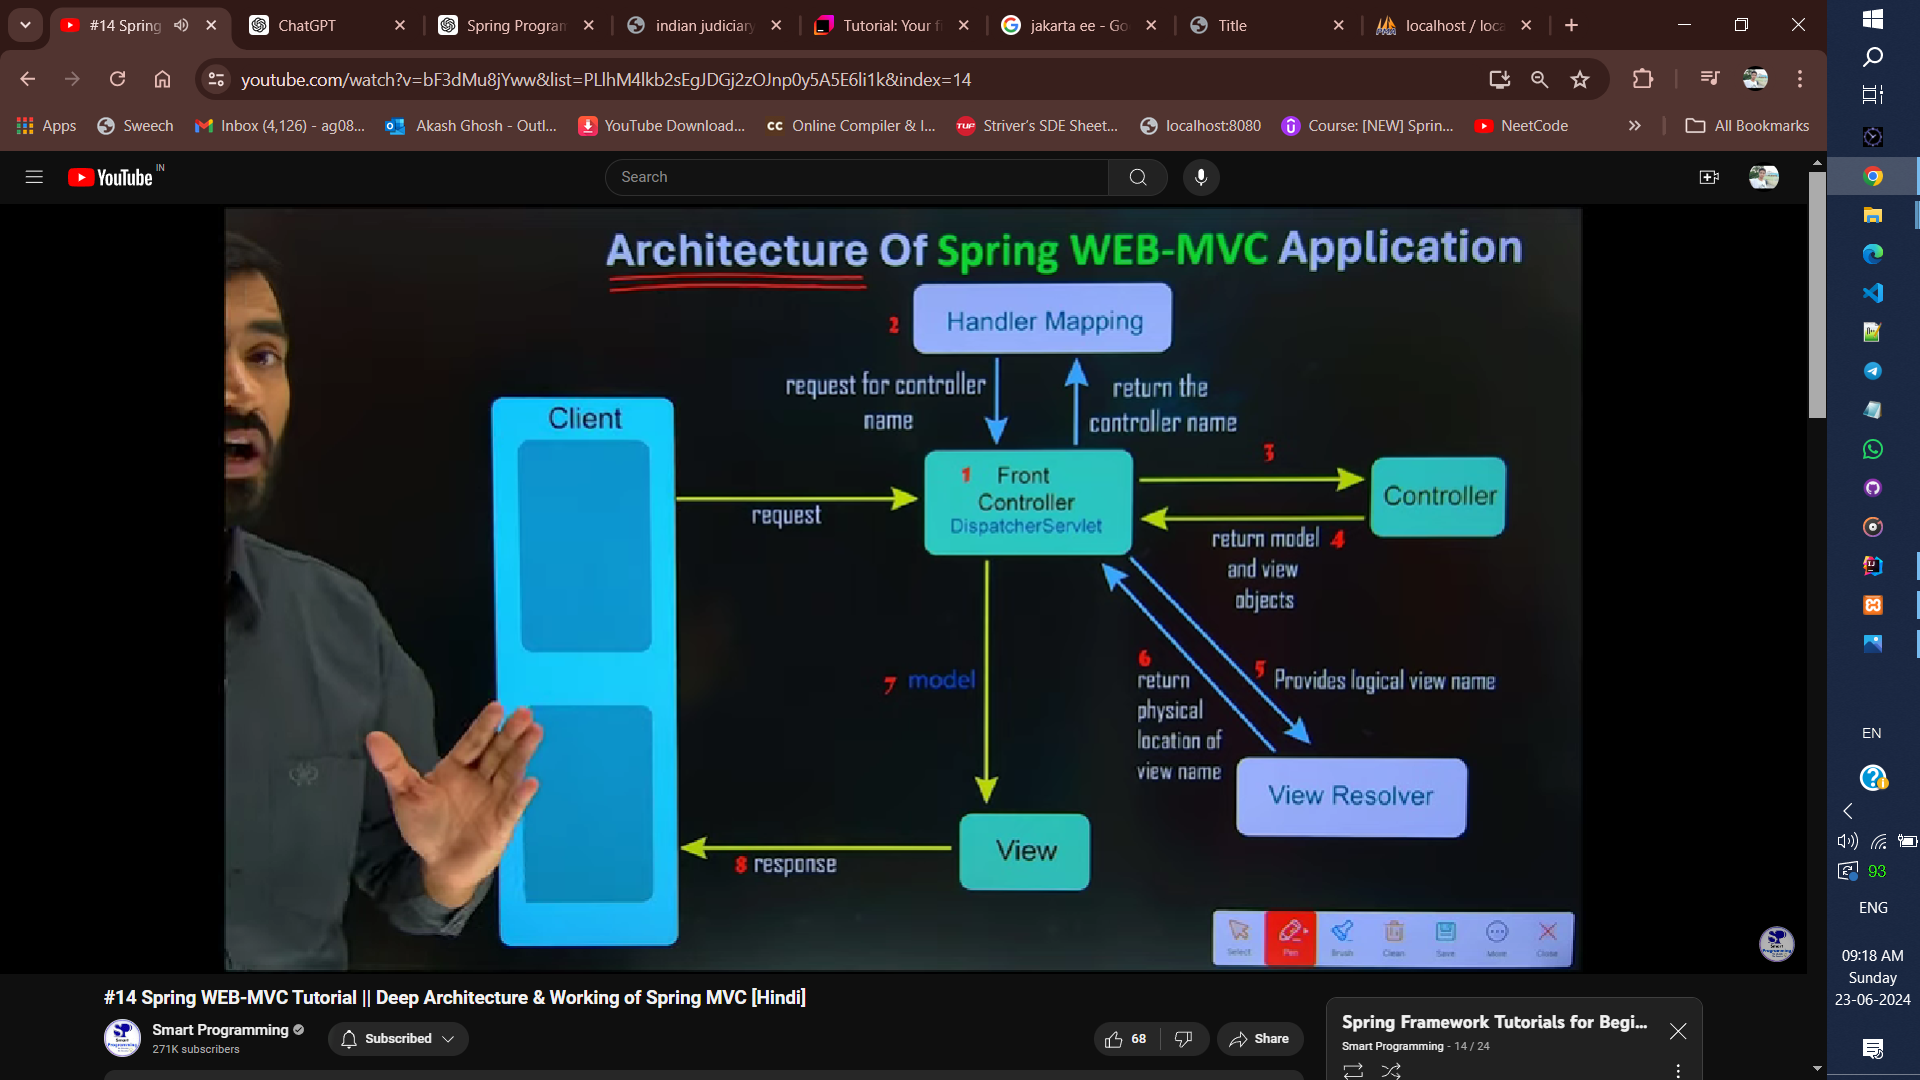 #14 Spring
ChatGPT
Spring Program
indian judiciary
Tutorial: Your fi
jakarta ee - Go
Title
localhost / loca
youtube.com/watch?v=bF3dMu8jYww&list=PLlhM4lkb2sEgJDGj2zOJnp0y5A5E6li1k&index=14
Apps
Sweech
Inbox (4,126) - ag08...
Akash Ghosh - Outl...
YouTube Download...
CC
Online Compiler & I...
TUF
Striver's SDE Sheet...
localhost:8080
Course: [NEW] Sprin...
NeetCode
All Bookmarks
YouTube IN
Search
Architecture Of Spring WEB-MVC Application
2 Handler Mapping
request for controller
name
return the
controller name
Client
1 Front
Controller
DispatcherServlet
3
Controller
request
return model 4
and view
objects
7 model
6
return
physical
location of
view name
5 Provides logical view name
View Resolver
View
8 response
Select
Pen
Brush
Clean
Save
More
Close
#14 Spring WEB-MVC Tutorial || Deep Architecture & Working of Spring MVC [Hindi]
Smart Programming
271K subscribers
Subscribed
68
Share
Spring Framework Tutorials for Begi...
Smart Programming - 14 / 24
EN
93
ENG
09:18 AM
Sunday
23-06-2024